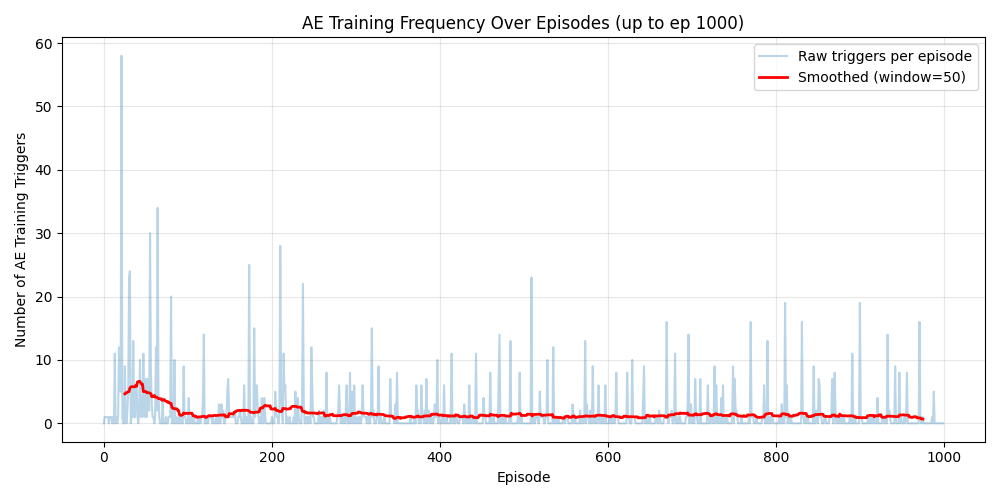 AE Training Frequency Over Episodes (up to ep 1000)
Raw triggers per episode
Smoothed (window=50)
Number of AE Training Triggers
60
50
40
30
20
10
0
0 200 400 600 800 1000
Episode